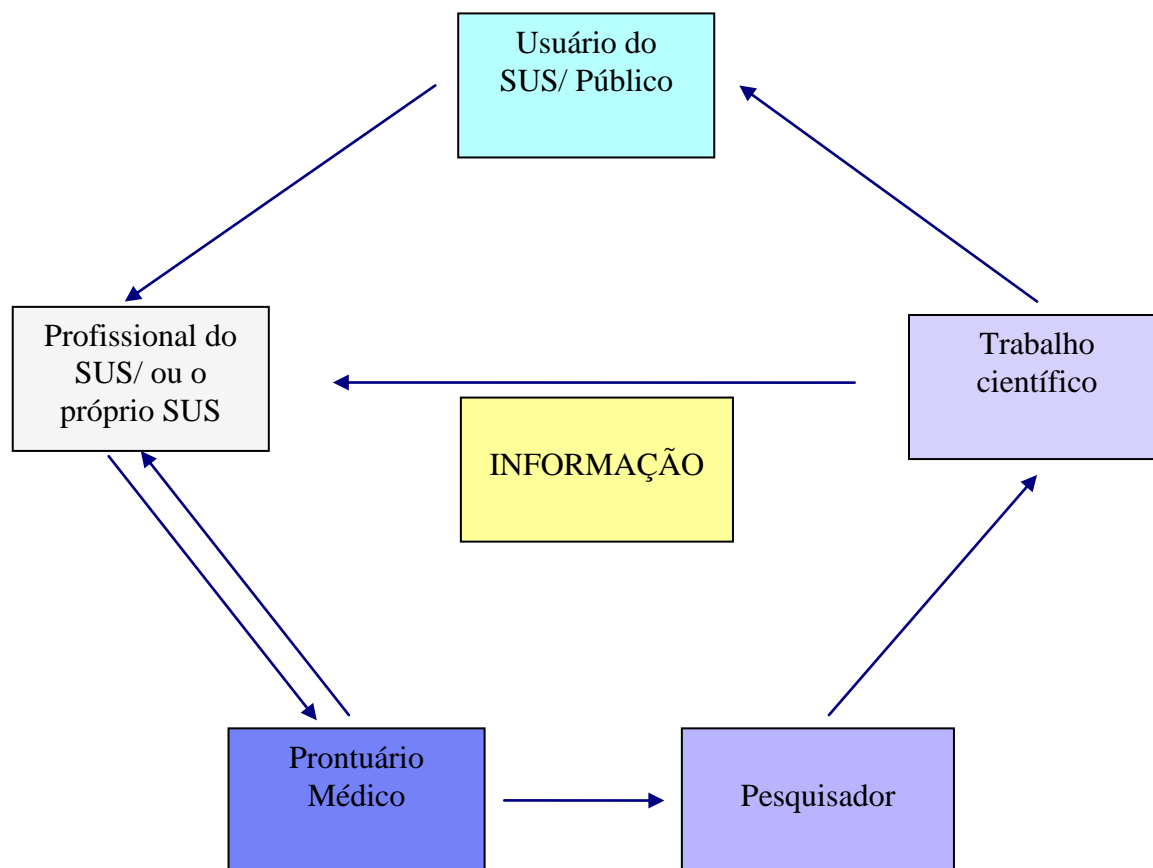 Usuário do
SUS/ Público
Profissional do
SUS/ ou o
próprio SUS
Trabalho
científico
INFORMAÇÃO
Prontuário
Médico
Pesquisador